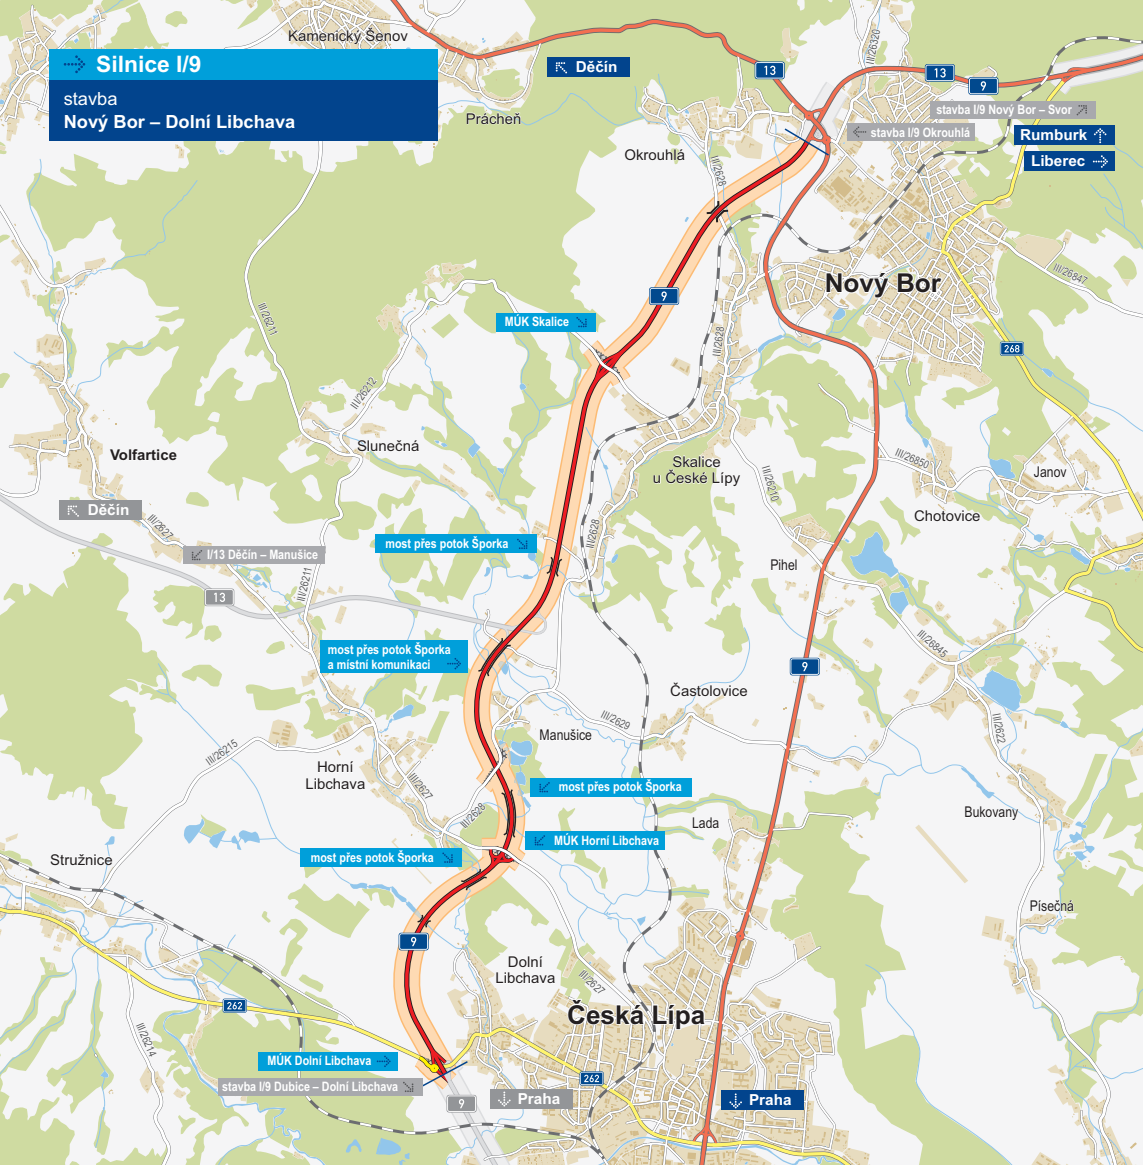 Kamenický Šenov
Silnice I/9
stavba
Nový Bor – Dolní Libchava
Děčín
13
III/26320
13
9
stavba I/9 Nový Bor – Svor
stavba I/9 Okrouhlá
Rumburk
Liberec
Prácheň
Okrouhlá
III/2628
III/26847
Nový Bor
9
MÚK Skalice
III/26211
III/2628
268
III/26212
Slunečná
Volfartice
Skalice
u České Lípy
III/26850
Janov
III/26210
Chotovice
Děčín
III/2627
I/13 Děčín – Manušice
most přes potok Šporka
III/2628
Pihel
III/26211
13
most přes potok Šporka
a místní komunikaci
III/26845
9
Častolovice
III/2629
III/2622
Manušice
III/26215
Horní
Libchava
III/2627
most přes potok Šporka
III/2628
Lada
Bukovany
MÚK Horní Libchava
most přes potok Šporka
Stružnice
Písečná
9
Dolní
Libchava
III/2627
262
Česká Lípa
III/26214
MÚK Dolní Libchava
stavba I/9 Dubice – Dolní Libchava
262
9
Praha
Praha